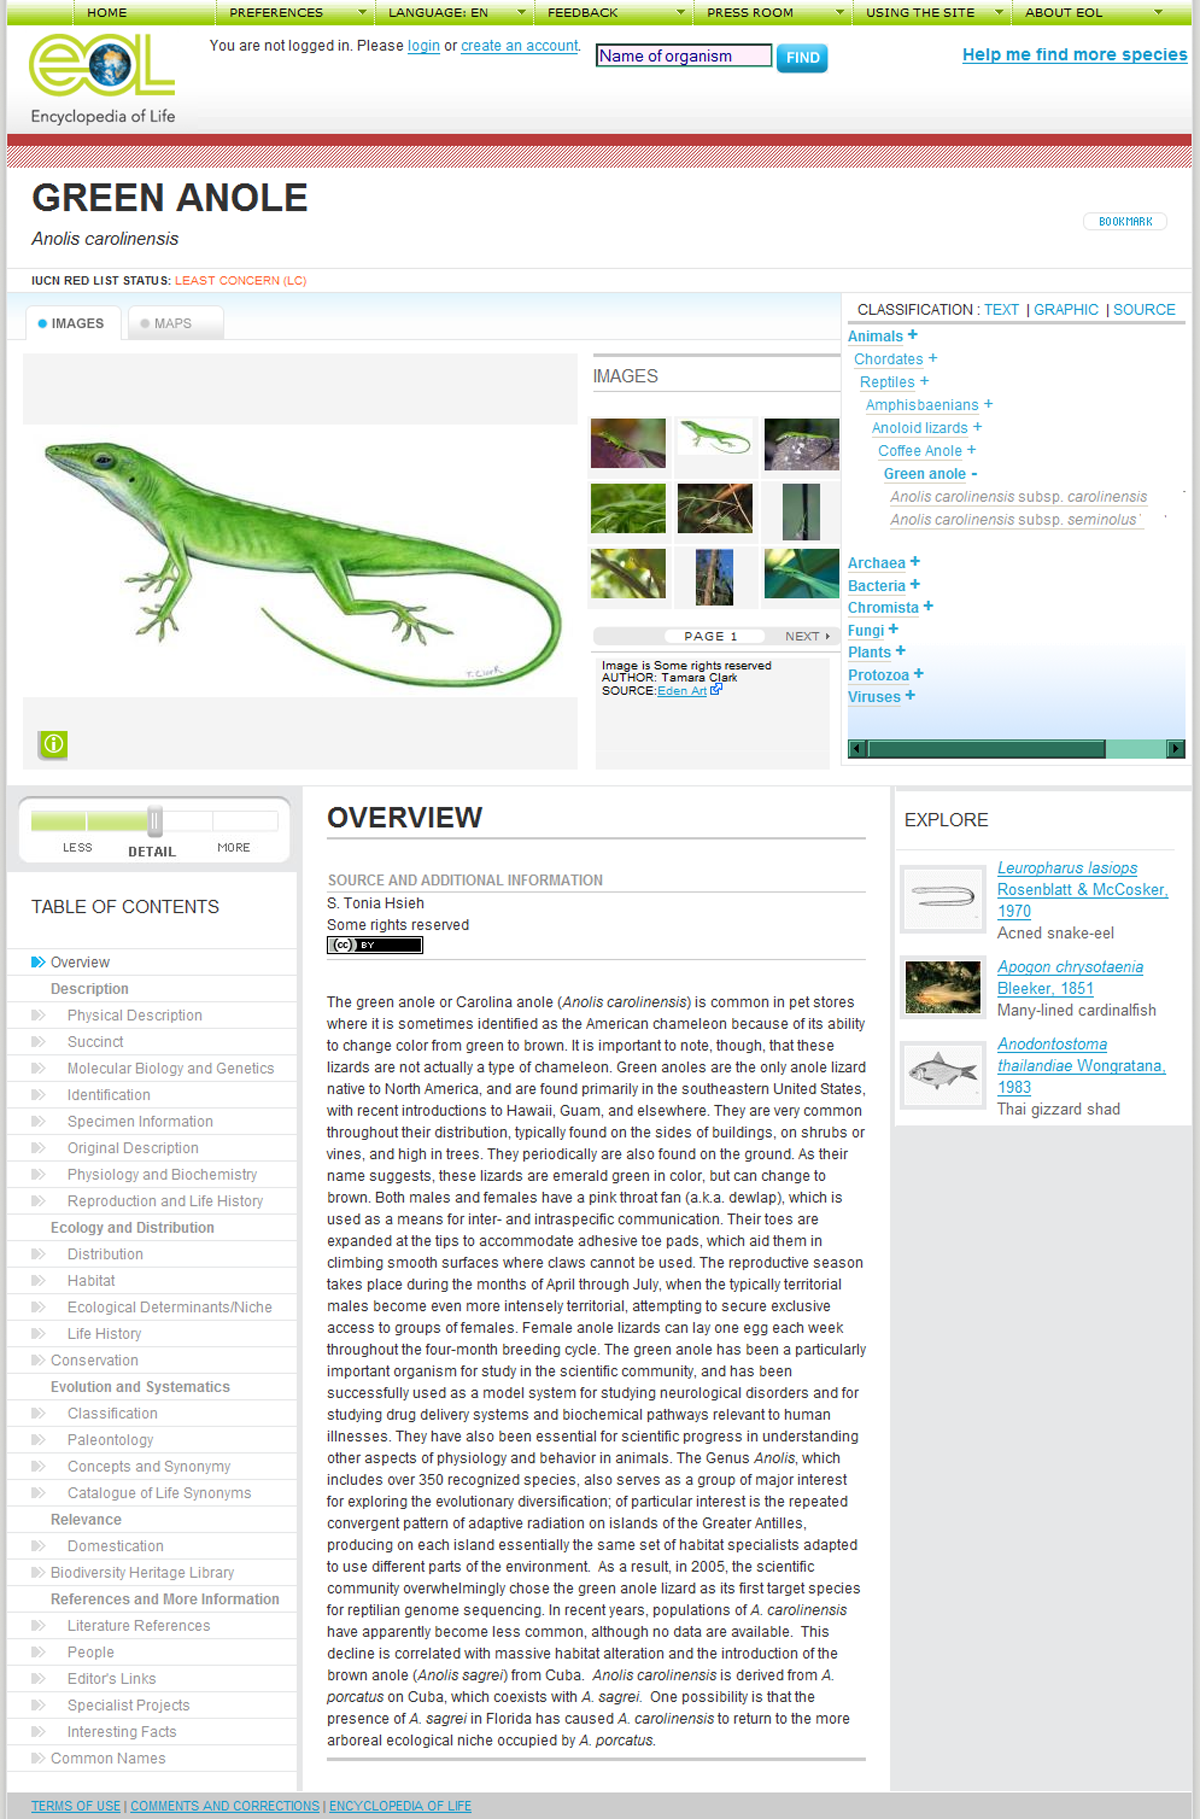 HOME
PREFERENCES
LANGUAGE: EN
FEEDBACK
PRESS ROOM
USING THE SITE
ABOUT EOL
eOL
Encyclopedia of Life
You are not logged in. Please login or create an account.
Name of organism
FIND
Help me find more species
GREEN ANOLE
Anolis carolinensis
BOOKMARK
IUCN RED LIST STATUS: LEAST CONCERN (LC)
IMAGES
MAPS
T. Clark
IMAGES
PAGE 1
NEXT
Image is Some rights reserved
AUTHOR: Tamara Clark
SOURCE:Eden Art
CLASSIFICATION : TEXT | GRAPHIC | SOURCE
Animals +
Chordates +
Reptiles +
Amphisbaenians +
Anoloid lizards +
Coffee Anole +
Green anole -
Anolis carolinensis subsp. carolinensis
Anolis carolinensis subsp. seminolus
Archaea +
Bacteria +
Chromista +
Fungi +
Plants +
Protozoa +
Viruses +
LESS
DETAIL
MORE
TABLE OF CONTENTS
Overview
Description
Physical Description
Succinct
Molecular Biology and Genetics
Identification
Specimen Information
Original Description
Physiology and Biochemistry
Reproduction and Life History
Ecology and Distribution
Distribution
Habitat
Ecological Determinants/Niche
Life History
Conservation
Evolution and Systematics
Classification
Paleontology
Concepts and Synonymy
Catalogue of Life Synonyms
Relevance
Domestication
Biodiversity Heritage Library
References and More Information
Literature References
People
Editor's Links
Specialist Projects
Interesting Facts
Common Names
OVERVIEW
SOURCE AND ADDITIONAL INFORMATION
S. Tonia Hsieh
Some rights reserved
(cc) BY
The green anole or Carolina anole (Anolis carolinensis) is common in pet stores
where it is sometimes identified as the American chameleon because of its ability
to change color from green to brown. It is important to note, though, that these
lizards are not actually a type of chameleon. Green anoles are the only anole lizard
native to North America, and are found primarily in the southeastern United States,
with recent introductions to Hawaii, Guam, and elsewhere. They are very common
throughout their distribution, typically found on the sides of buildings, on shrubs or
vines, and high in trees. They periodically are also found on the ground. As their
name suggests, these lizards are emerald green in color, but can change to
brown. Both males and females have a pink throat fan (a.k.a. dewlap), which is
used as a means for inter- and intraspecific communication. Their toes are
expanded at the tips to accommodate adhesive toe pads, which aid them in
climbing smooth surfaces where claws cannot be used. The reproductive season
takes place during the months of April through July, when the typically territorial
males become even more intensely territorial, attempting to secure exclusive
access to groups of females. Female anole lizards can lay one egg each week
throughout the four-month breeding cycle. The green anole has been a particularly
important organism for study in the scientific community, and has been
successfully used as a model system for studying neurological disorders and for
studying drug delivery systems and biochemical pathways relevant to human
illnesses. They have also been essential for scientific progress in understanding
other aspects of physiology and behavior in animals. The Genus Anolis, which
includes over 350 recognized species, also serves as a group of major interest
for exploring the evolutionary diversification; of particular interest is the repeated
convergent pattern of adaptive radiation on islands of the Greater Antilles,
producing on each island essentially the same set of habitat specialists adapted
to use different parts of the environment. As a result, in 2005, the scientific
community overwhelmingly chose the green anole lizard as its first target species
for reptilian genome sequencing. In recent years, populations of A. carolinensis
have apparently become less common, although no data are available. This
decline is correlated with massive habitat alteration and the introduction of the
brown anole (Anolis sagrei) from Cuba. Anolis carolinensis is derived from A.
porcatus on Cuba, which coexists with A. sagrei. One possibility is that the
presence of A. sagrei in Florida has caused A. carolinensis to return to the more
arboreal ecological niche occupied by A. porcatus.
EXPLORE
Leuropharus lasiops
Rosenblatt & McCosker,
1970
Acned snake-eel
Apogon chrysotaenia
Bleeker, 1851
Many-lined cardinalfish
Anodontostoma
thailandiae Wongratana,
1983
Thai gizzard shad
TERMS OF USE | COMMENTS AND CORRECTIONS | ENCYCLOPEDIA OF LIFE